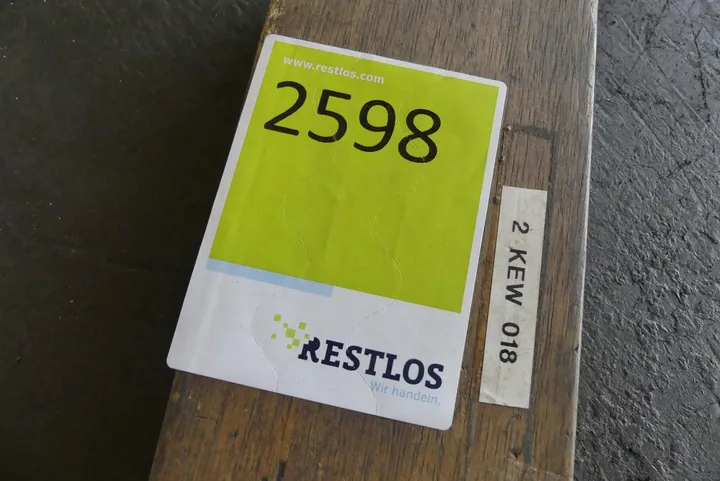 www.restlos.com
2598
RESTLOS
Wir handeln.
2 KEW 018